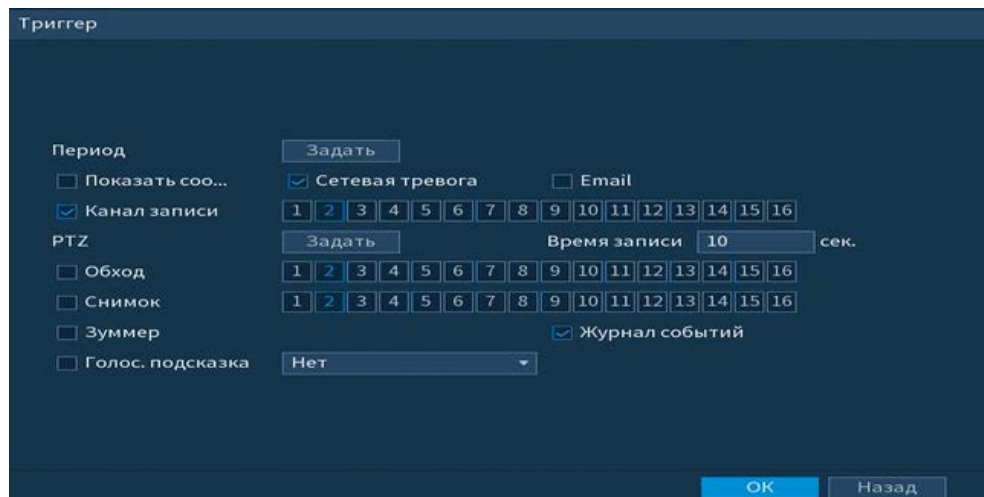 Триггер
Период Задать
Показать соо... Сетевая тревога Email
Канал записи 1 2 3 4 5 6 7 8 9 10 11 12 13 14 15 16
PTZ Задать Время записи 10 сек.
Обход 1 2 3 4 5 6 7 8 9 10 11 12 13 14 15 16
Снимок 1 2 3 4 5 6 7 8 9 10 11 12 13 14 15 16
Зуммер Журнал событий
Голос. подсказка Нет
ОК Назад